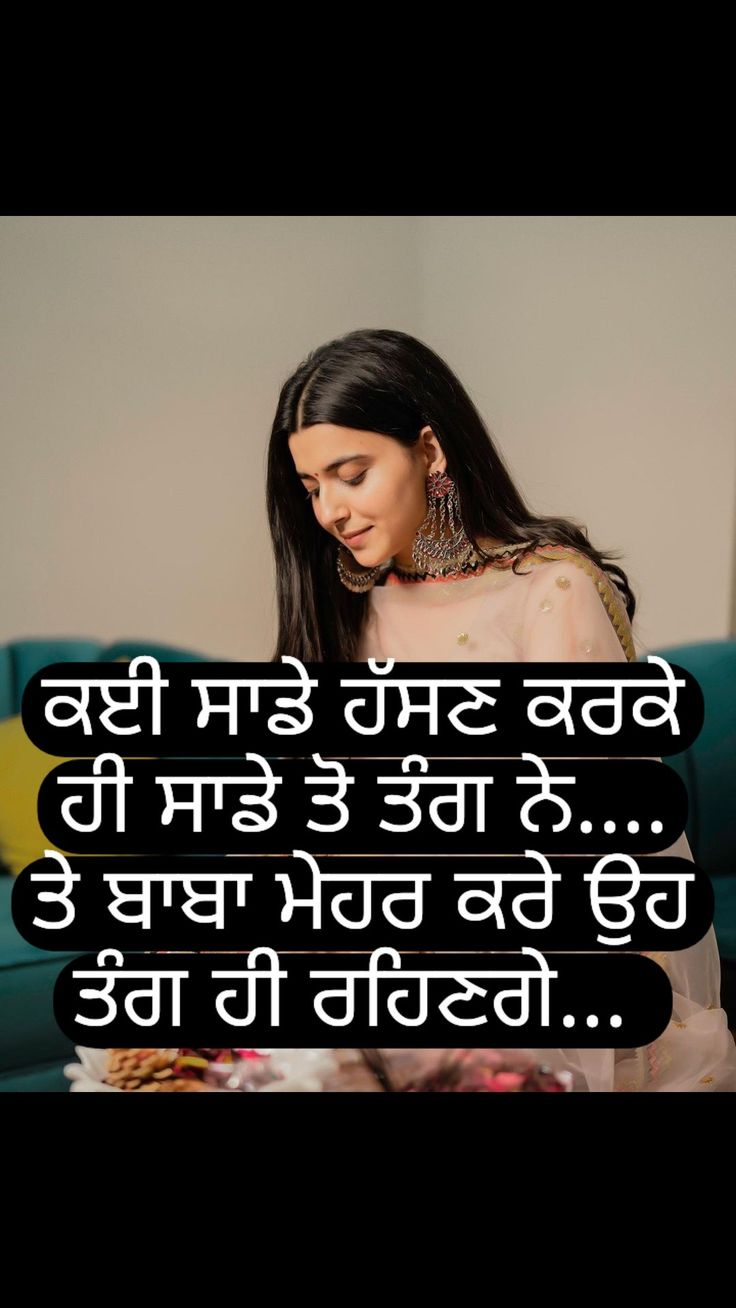 ਕਈ ਸਾਡੇ ਹੱਸਣ ਕਰਕੇ
ਹੀ ਸਾਡੇ ਤੋ ਤੰਗ ਨੇ....
ਤੇ ਬਾਬਾ ਮੇਹਰ ਕਰੇ ਉਹ
ਤੰਗ ਹੀ ਰਹਿਣਗੇ...